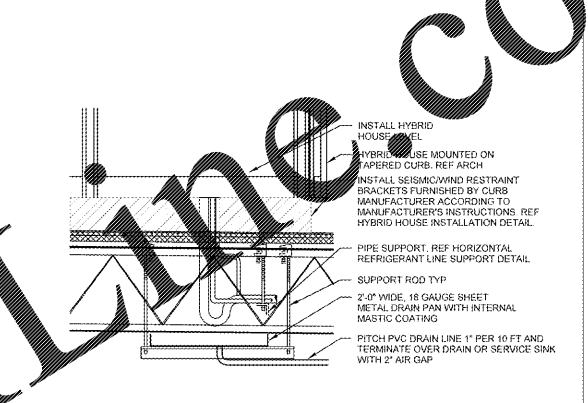 Line.co
INSTALL HYBRID
HOUSE LEVEL
HYBRID HOUSE MOUNTED ON
TAPERED CURB. REF ARCH
INSTALL SEISMIC/WIND RESTRAINT
BRACKETS FURNISHED BY CURB
MANUFACTURER ACCORDING TO
MANUFACTURER'S INSTRUCTIONS. REF
HYBRID HOUSE INSTALLATION DETAIL.
PIPE SUPPORT. REF HORIZONTAL
REFRIGERANT LINE SUPPORT DETAIL
SUPPORT ROD TYP
2'-0" WIDE, 18 GAUGE SHEET
METAL DRAIN PAN WITH INTERNAL
MASTIC COATING
PITCH PVC DRAIN LINE 1" PER 10 FT AND
TERMINATE OVER DRAIN OR SERVICE SINK
WITH 2" AIR GAP